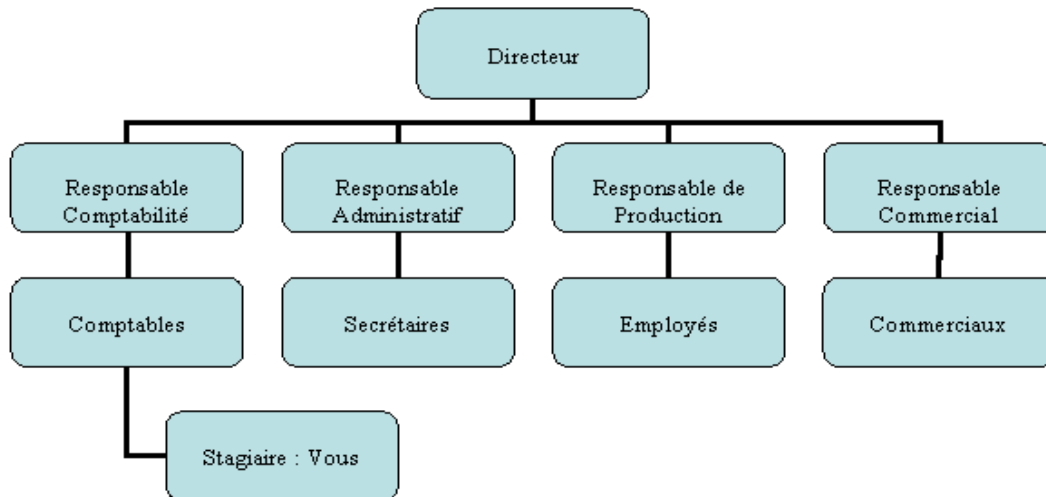 Directeur
Responsable
Comptabilité
Responsable
Administratif
Responsable de
Production
Responsable
Commercial
Comptables
Secrétaires
Employés
Commerciaux
Stagiaire : Vous